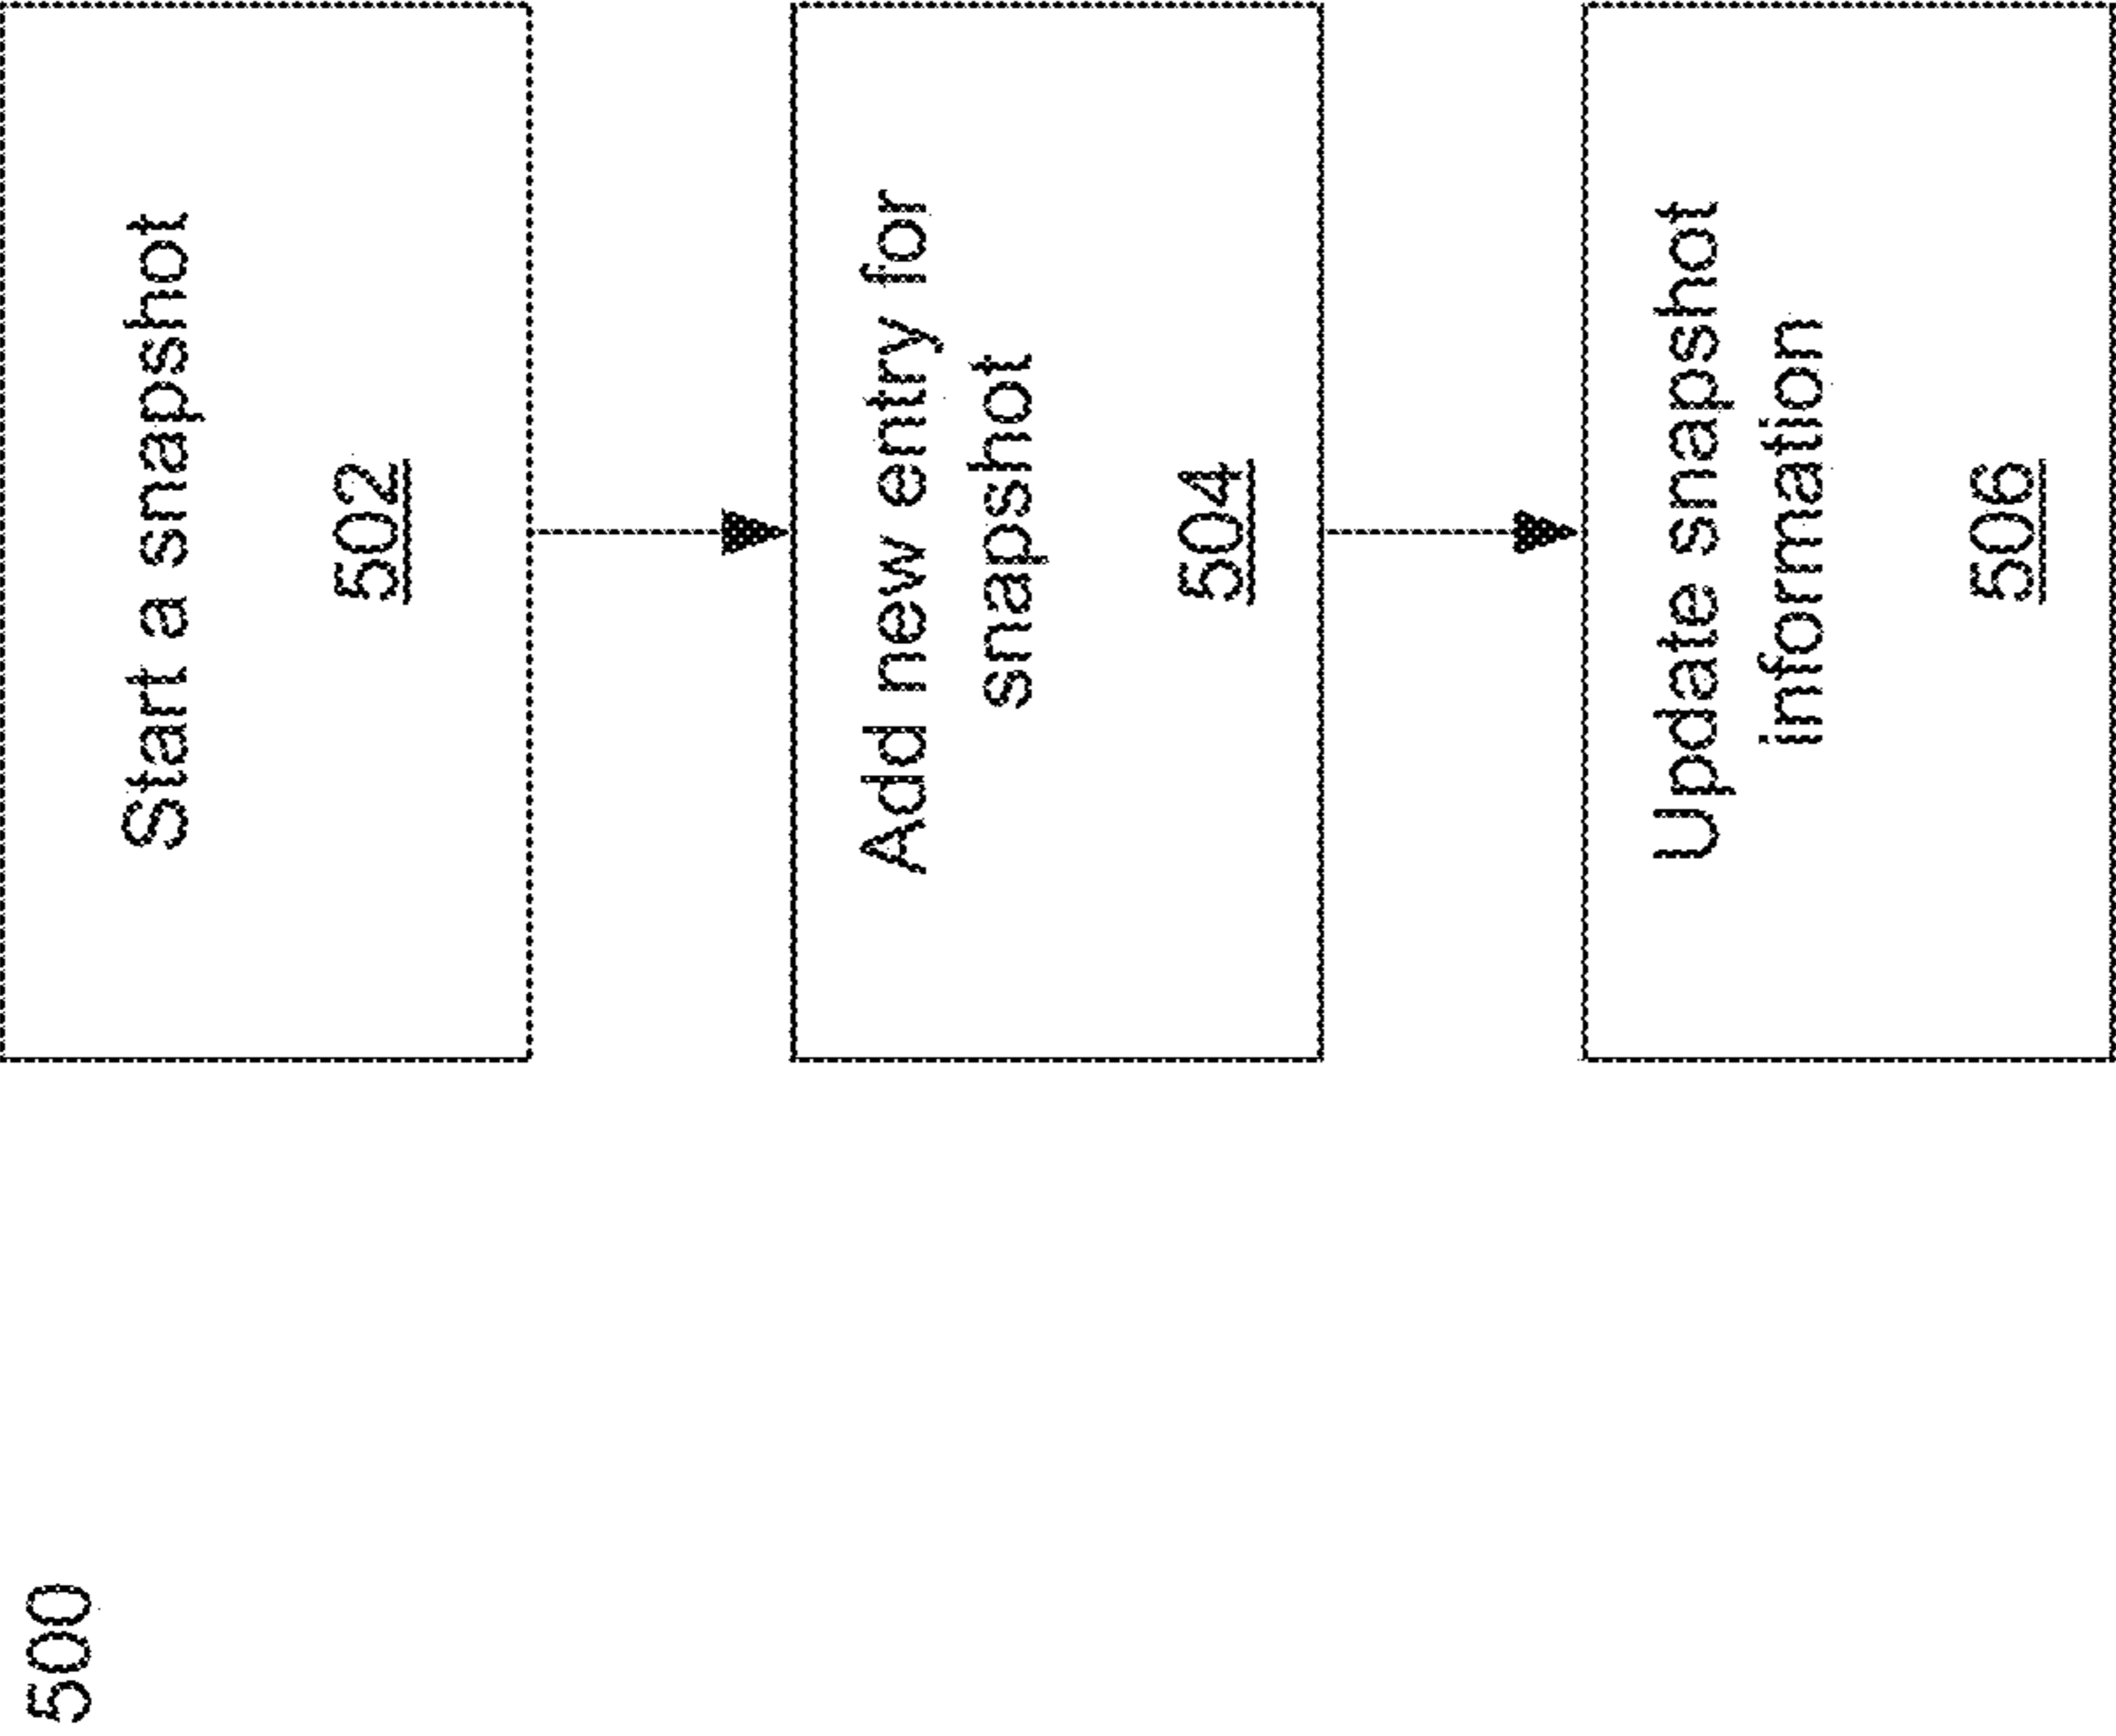 500
Start a snapshot
502
Add new entry for
snapshot
504
Update snapshot
information
506